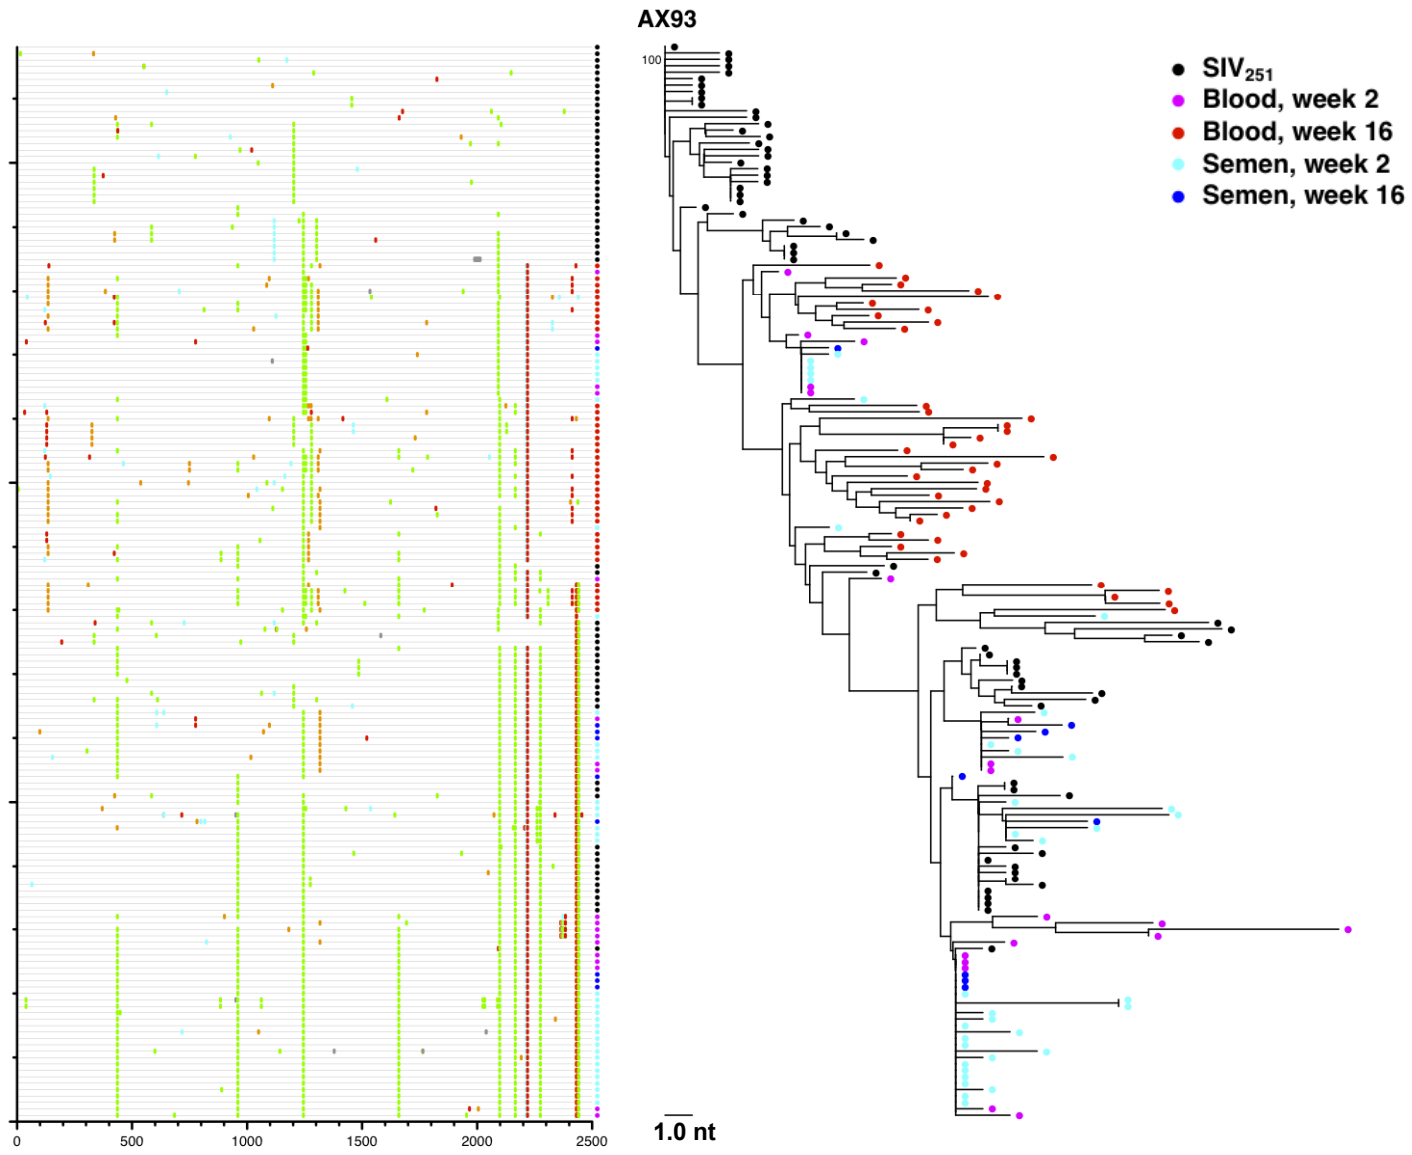 AX93
100
SIV251
Blood, week 2
Blood, week 16
Semen, week 2
Semen, week 16
1.0 nt
0 500 1000 1500 2000 2500